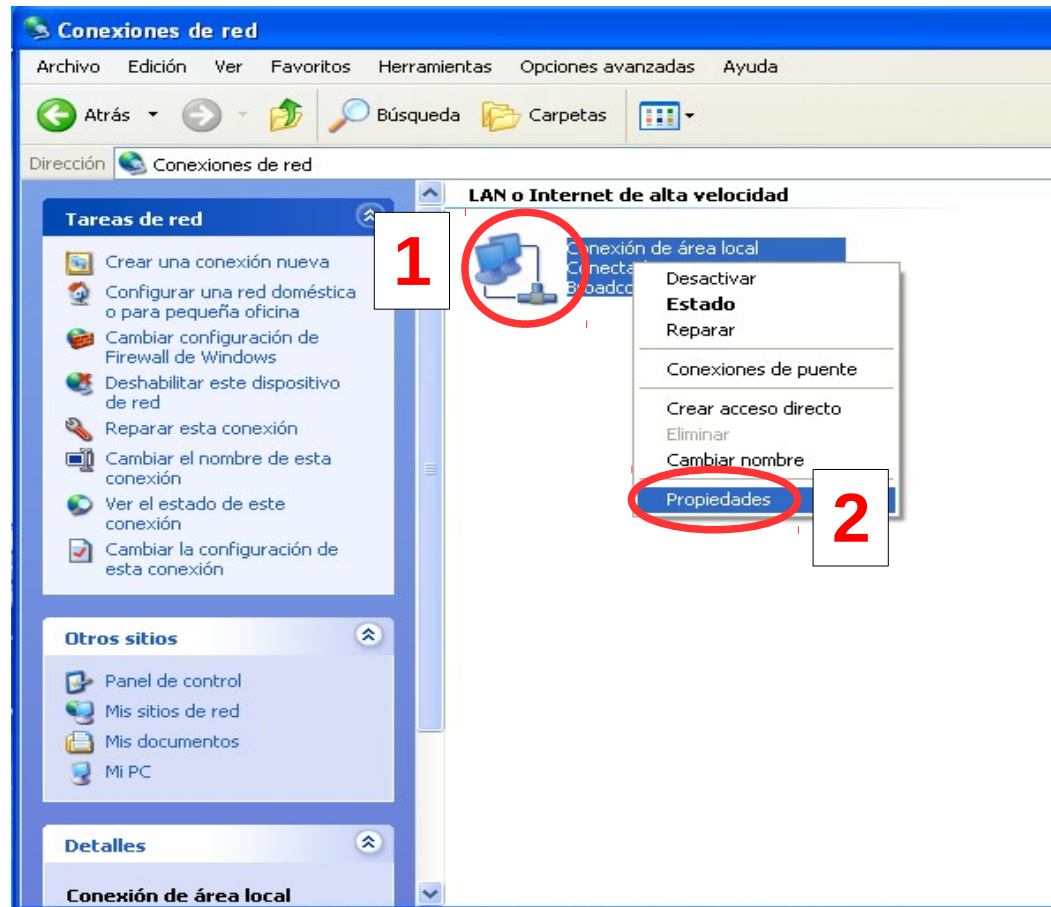 Conexiones de red
Archivo Edición Ver Favoritos Herramientas Opciones avanzadas Ayuda
Atrás Búsqueda Carpetas
Dirección Conexiones de red
Tareas de red
Crear una conexión nueva
Configurar una red doméstica
o para pequeña oficina
Cambiar configuración de
Firewall de Windows
Deshabilitar este dispositivo
de red
Reparar esta conexión
Cambiar el nombre de esta
conexión
Ver el estado de este
conexión
Cambiar la configuración de
esta conexión
Otros sitios
Panel de control
Mis sitios de red
Mis documentos
Mi PC
Detalles
Conexión de área local
LAN o Internet de alta velocidad
1
Conexión de área local
Desactivar
Estado
Reparar
Conexiones de puente
Crear acceso directo
Eliminar
Cambiar nombre
Propiedades
2